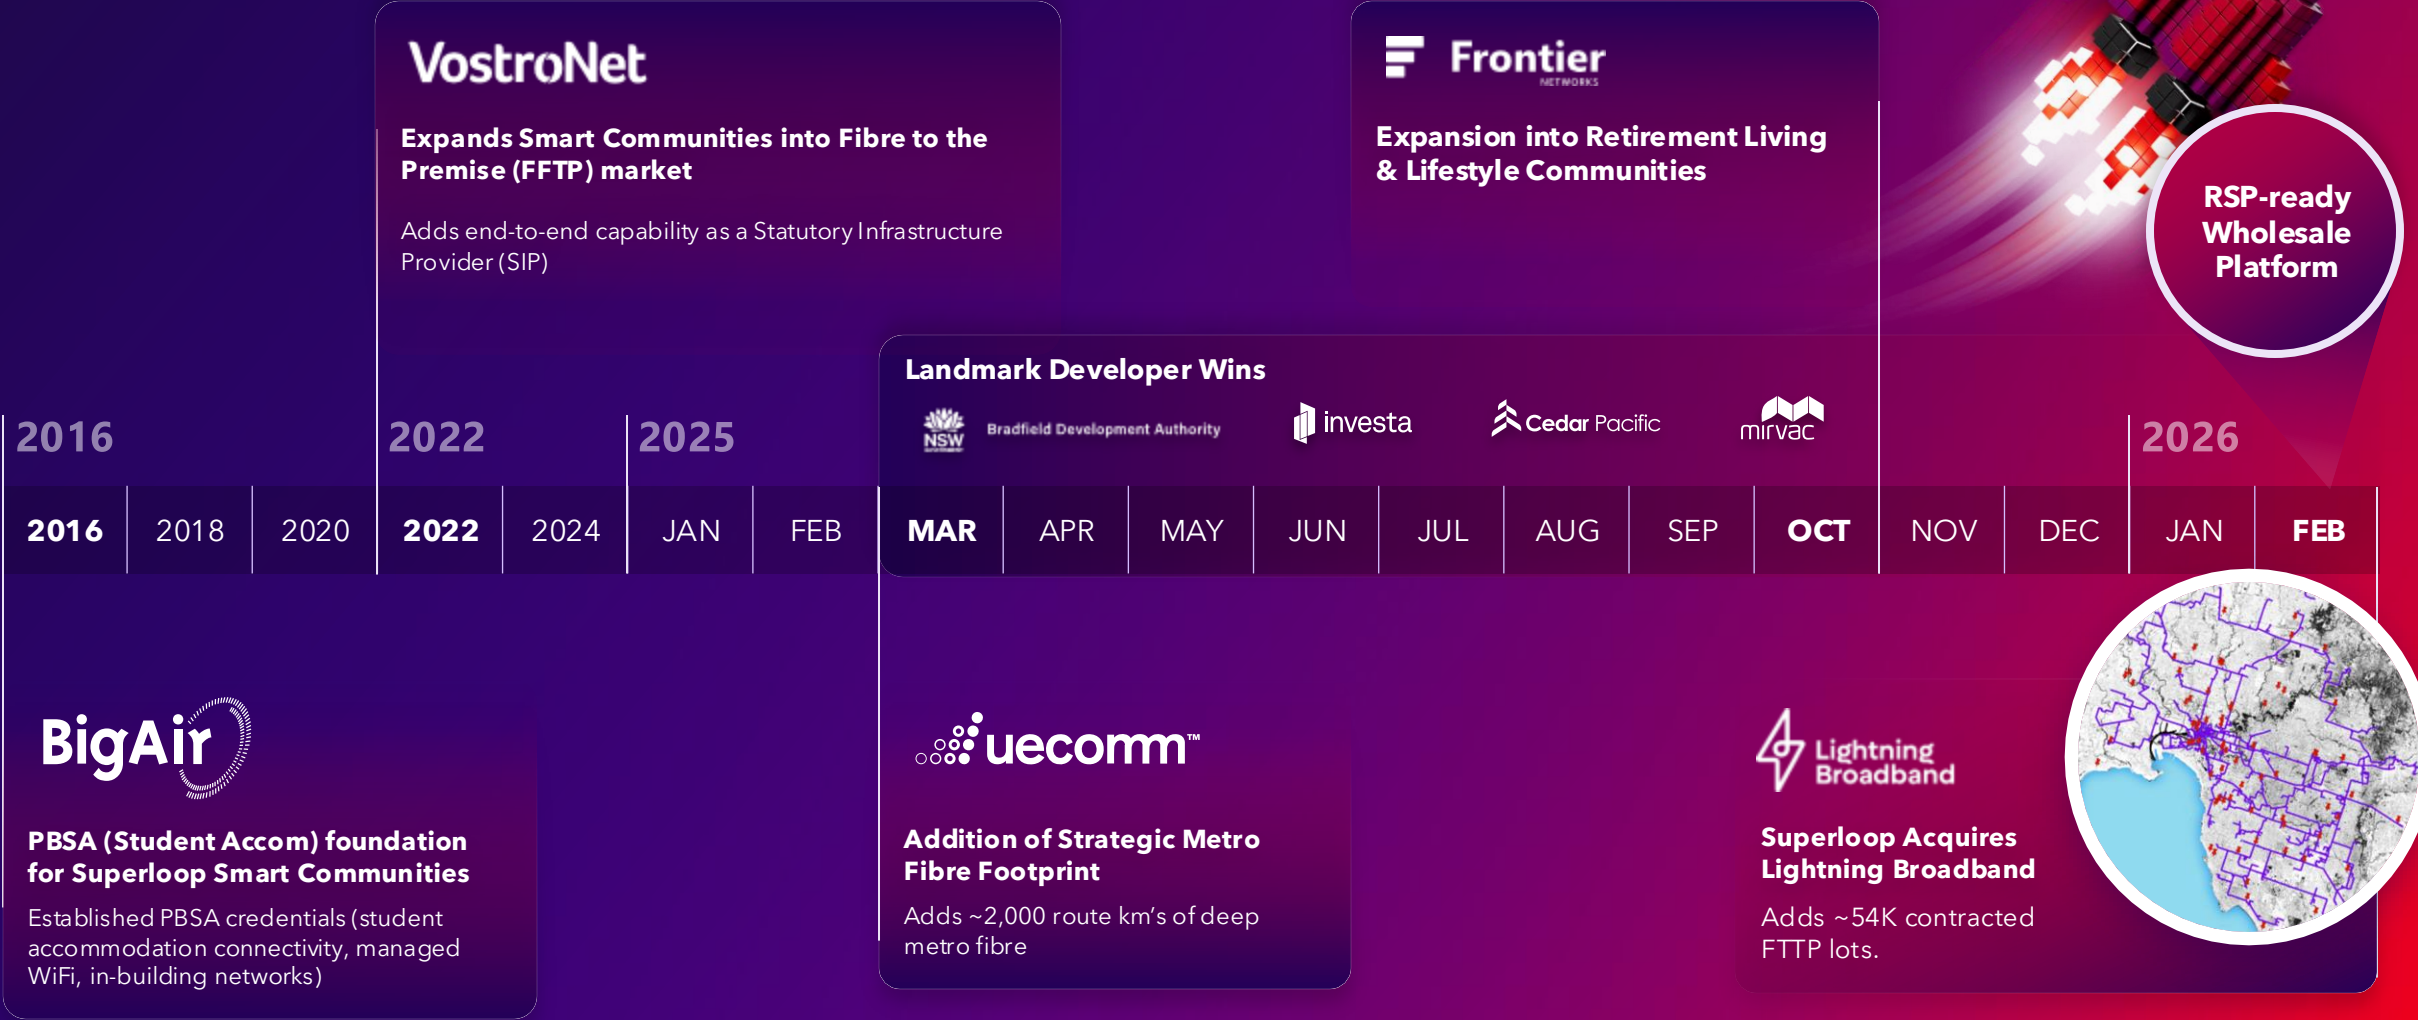 VostroNet
Expands Smart Communities into Fibre to the
Premise (FFTP) market
Adds end-to-end capability as a Statutory Infrastructure
Provider (SIP)
Frontier
NETWORKS
Expansion into Retirement Living
& Lifestyle Communities
RSP-ready
Wholesale
Platform
Landmark Developer Wins
NSW
Bradfield Development Authority
investa
Cedar Pacific
mirvac
2016
2022
2025
2026
2016 2018 2020 2022 2024 JAN FEB MAR APR MAY JUN JUL AUG SEP OCT NOV DEC JAN FEB
BigAir
PBSA (Student Accom) foundation
for Superloop Smart Communities
Established PBSA credentials (student
accommodation connectivity, managed
WiFi, in-building networks)
uecomm™
Addition of Strategic Metro
Fibre Footprint
Adds ~2,000 route km’s of deep
metro fibre
Lightning
Broadband
Superloop Acquires
Lightning Broadband
Adds ~54K contracted
FTTP lots.